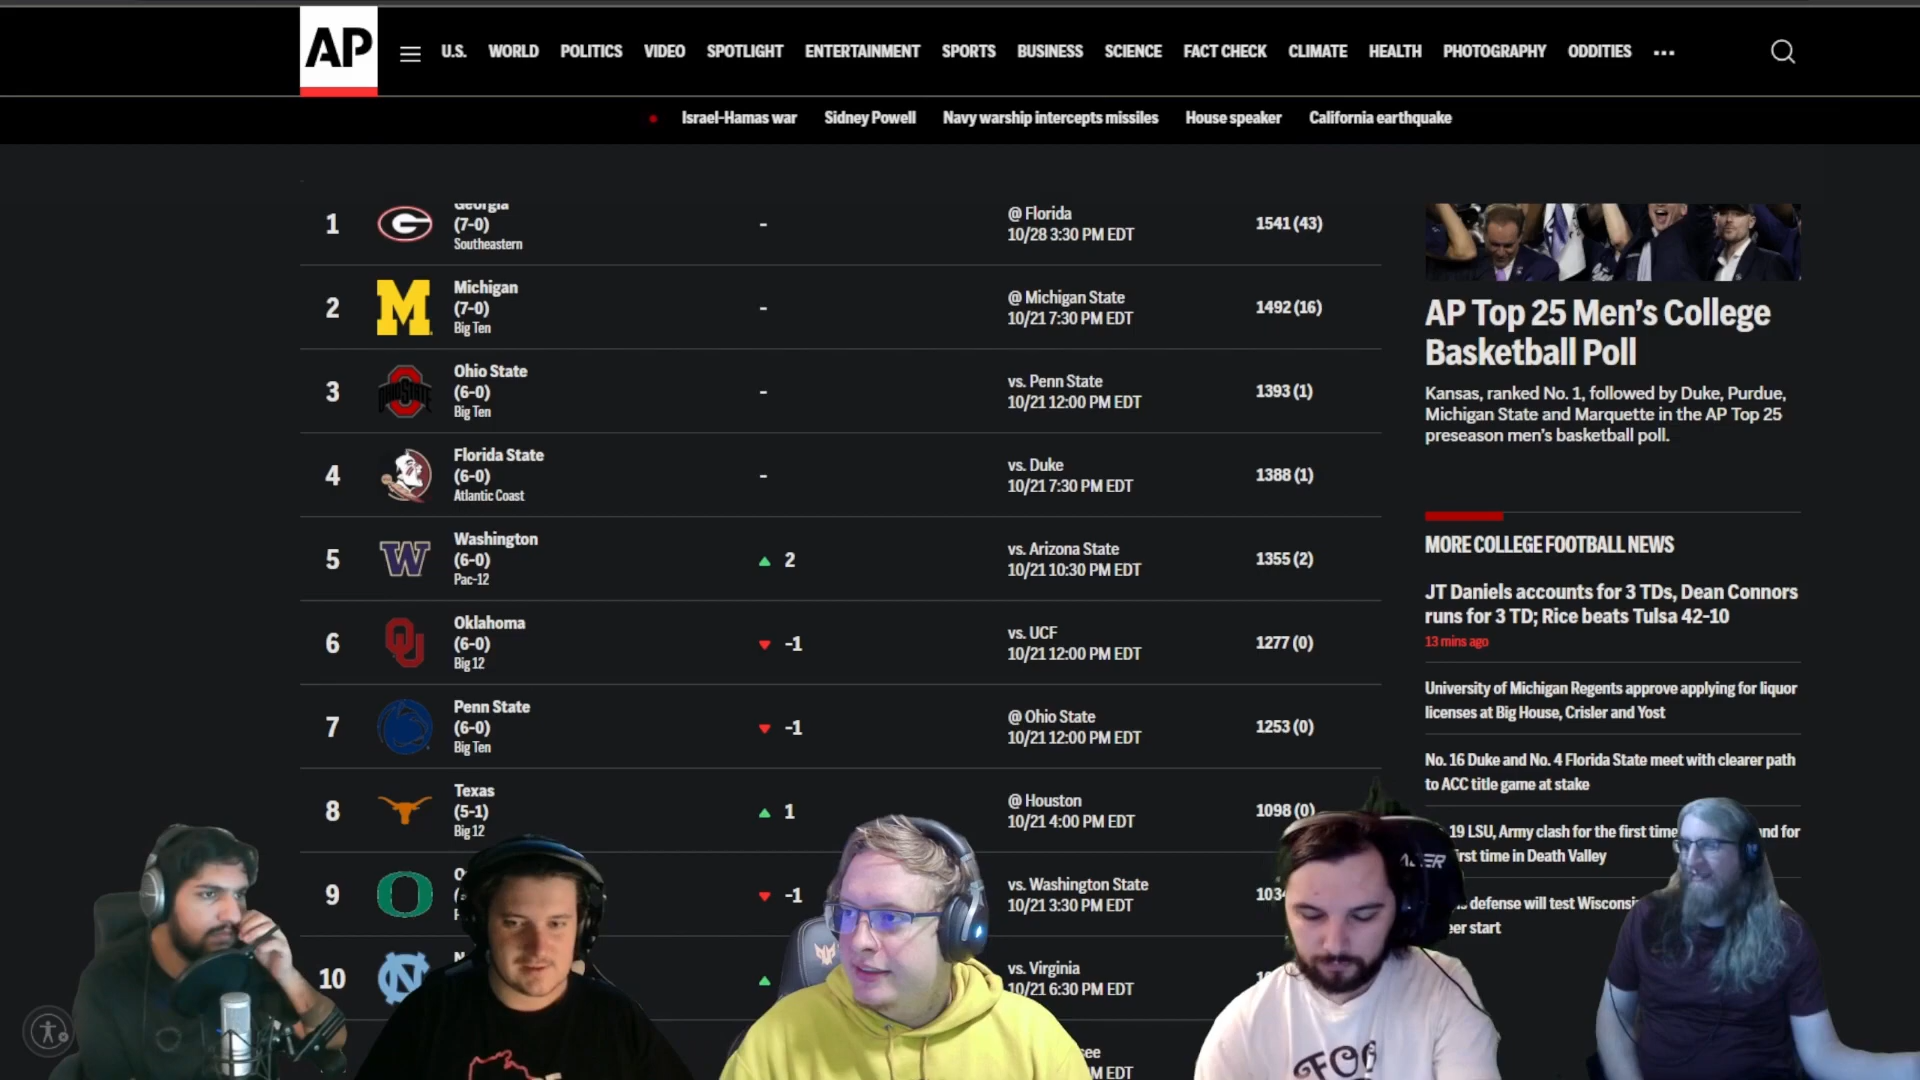 AP
U.S. WORLD POLITICS VIDEO SPOTLIGHT ENTERTAINMENT SPORTS BUSINESS SCIENCE FACT CHECK CLIMATE HEALTH PHOTOGRAPHY ODDITIES ...
Israel-Hamas war Sidney Powell Navy warship intercepts missiles House speaker California earthquake
1 Georgia - @ Florida 1541 (43)
(7-0) 10/28 3:30 PM EDT
Southeastern
2 Michigan - @ Michigan State 1492 (16)
(7-0) 10/21 7:30 PM EDT
Big Ten
3 Ohio State - vs. Penn State 1393 (1)
(6-0) 10/21 12:00 PM EDT
Big Ten
4 Florida State - vs. Duke 1388 (1)
(6-0) 10/21 7:30 PM EDT
Atlantic Coast
5 Washington 2 vs. Arizona State 1355 (2)
(6-0) 10/21 10:30 PM EDT
Pac-12
6 Oklahoma -1 vs. UCF 1277 (0)
(6-0) 10/21 12:00 PM EDT
Big 12
7 Penn State -1 @ Ohio State 1253 (0)
(6-0) 10/21 12:00 PM EDT
Big Ten
8 Texas 1 @ Houston 1098 (0)
(5-1) 10/21 4:00 PM EDT
Big 12
9 -1 vs. Washington State
10/21 3:30 PM EDT
10 vs. Virginia
10/21 6:30 PM EDT
AP Top 25 Men's College
Basketball Poll
Kansas, ranked No. 1, followed by Duke, Purdue,
Michigan State and Marquette in the AP Top 25
preseason men's basketball poll.
MORE COLLEGE FOOTBALL NEWS
JT Daniels accounts for 3 TDs, Dean Connors
runs for 3 TD; Rice beats Tulsa 42-10
13 mins ago
University of Michigan Regents approve applying for liquor
licenses at Big House, Crisler and Yost
No. 16 Duke and No. 4 Florida State meet with clearer path
to ACC title game at stake
19 LSU, Army clash for the first time and for
first time in Death Valley
defense will test
start